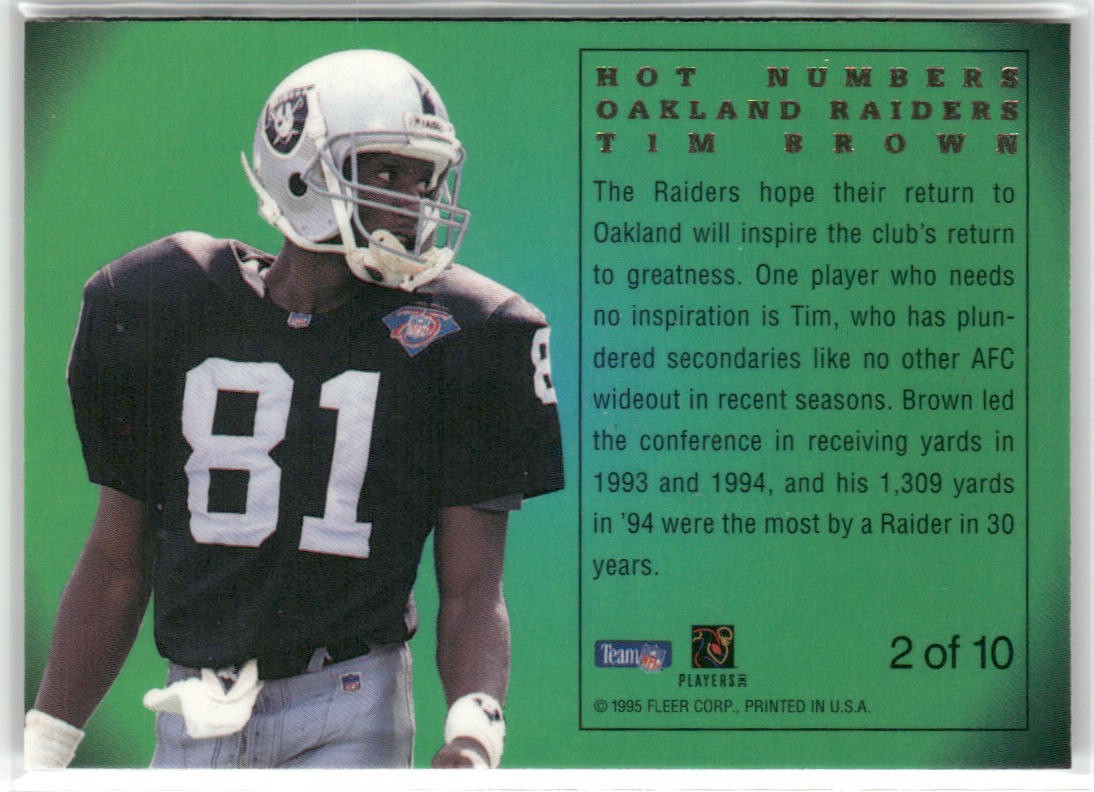 HOT NUMBERS
OAKLAND RAIDERS
TIM BROWN
The Raiders hope their return to
Oakland will inspire the club's return
to greatness. One player who needs
no inspiration is Tim, who has plun-
dered secondaries like no other AFC
wideout in recent seasons. Brown led
the conference in receiving yards in
1993 and 1994, and his 1,309 yards
in '94 were the most by a Raider in 30
years.
81
8
Team NFL
PLAYERS INC
2 of 10
© 1995 FLEER CORP., PRINTED IN U.S.A.